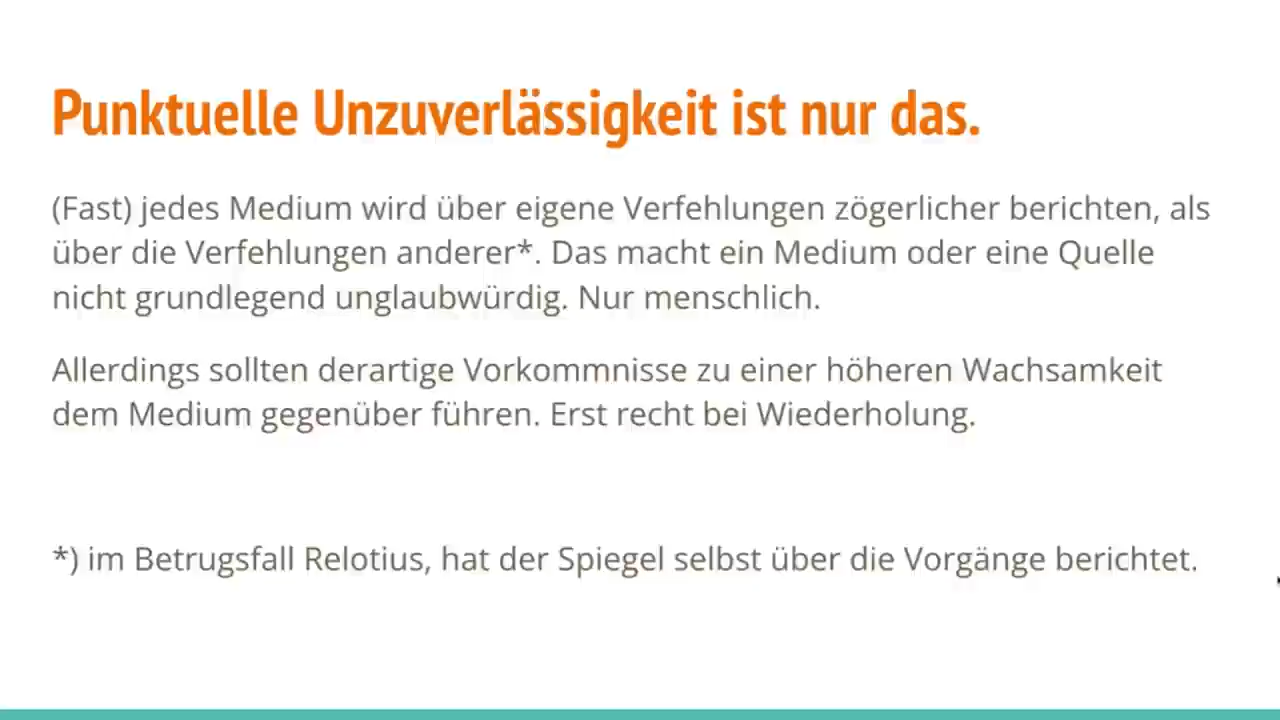 Punktuelle Unzuverlässigkeit ist nur das.
(Fast) jedes Medium wird über eigene Verfehlungen zögerlicher berichten, als
über die Verfehlungen anderer*. Das macht ein Medium oder eine Quelle
nicht grundlegend unglaubwürdig. Nur menschlich.
Allerdings sollten derartige Vorkommnisse zu einer höheren Wachsamkeit
dem Medium gegenüber führen. Erst recht bei Wiederholung.
*) im Betrugsfall Relotius, hat der Spiegel selbst über die Vorgänge berichtet.